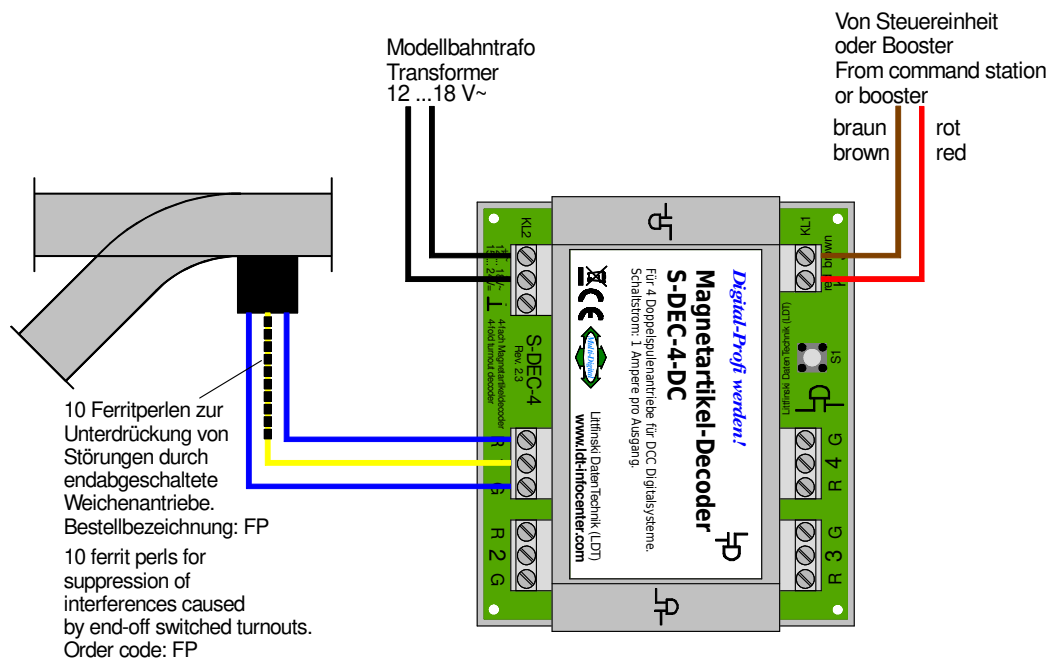 Modellbahntrafo
Transformer
12 ...18 V~
Von Steuereinheit
oder Booster
From command station
or booster
braun
brown
rot
red
10 Ferritperlen zur
Unterdrückung von
Störungen durch
endabgeschaltete
Weichenantriebe.
Bestellbezeichnung: FP
10 ferrit perls for
suppression of
interferences caused
by end-off switched turnouts.
Order code: FP
KL2
4-fach Magnetartikeldecoder
4-fold turnout decoder
S-DEC-4
Rev. 2.3
R
G
R 2 G
Digital-Profi werden!
Magnetartikel-Decoder
S-DEC-4-DC
Für 4 Doppelspulenantriebe für DCC Digitalsysteme.
Schaltstrom: 1 Ampere pro Ausgang.
CE
Multi-Digital
Littfinski DatenTechnik (LDT)
www.ldt-infocenter.com
KL1
brown
S1
Littfinski DatenTechnik (LDT)
R 4 G
R 3 G